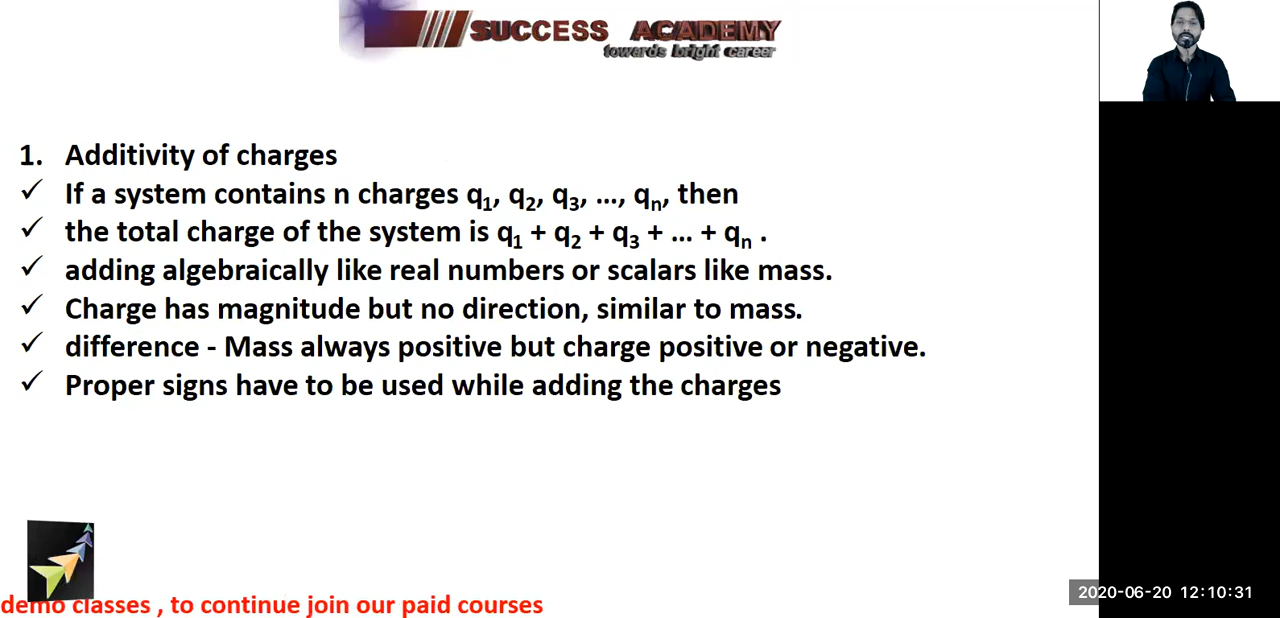 SUCCESS ACADEMY
towards bright career
1. Additivity of charges
✓ If a system contains n charges q₁, q₂, q₃, ..., qₙ, then
✓ the total charge of the system is q₁ + q₂ + q₃ + ... + qₙ .
✓ adding algebraically like real numbers or scalars like mass.
✓ Charge has magnitude but no direction, similar to mass.
✓ difference - Mass always positive but charge positive or negative.
✓ Proper signs have to be used while adding the charges
demo classes , to continue join our paid courses
2020-06-20 12:10:31